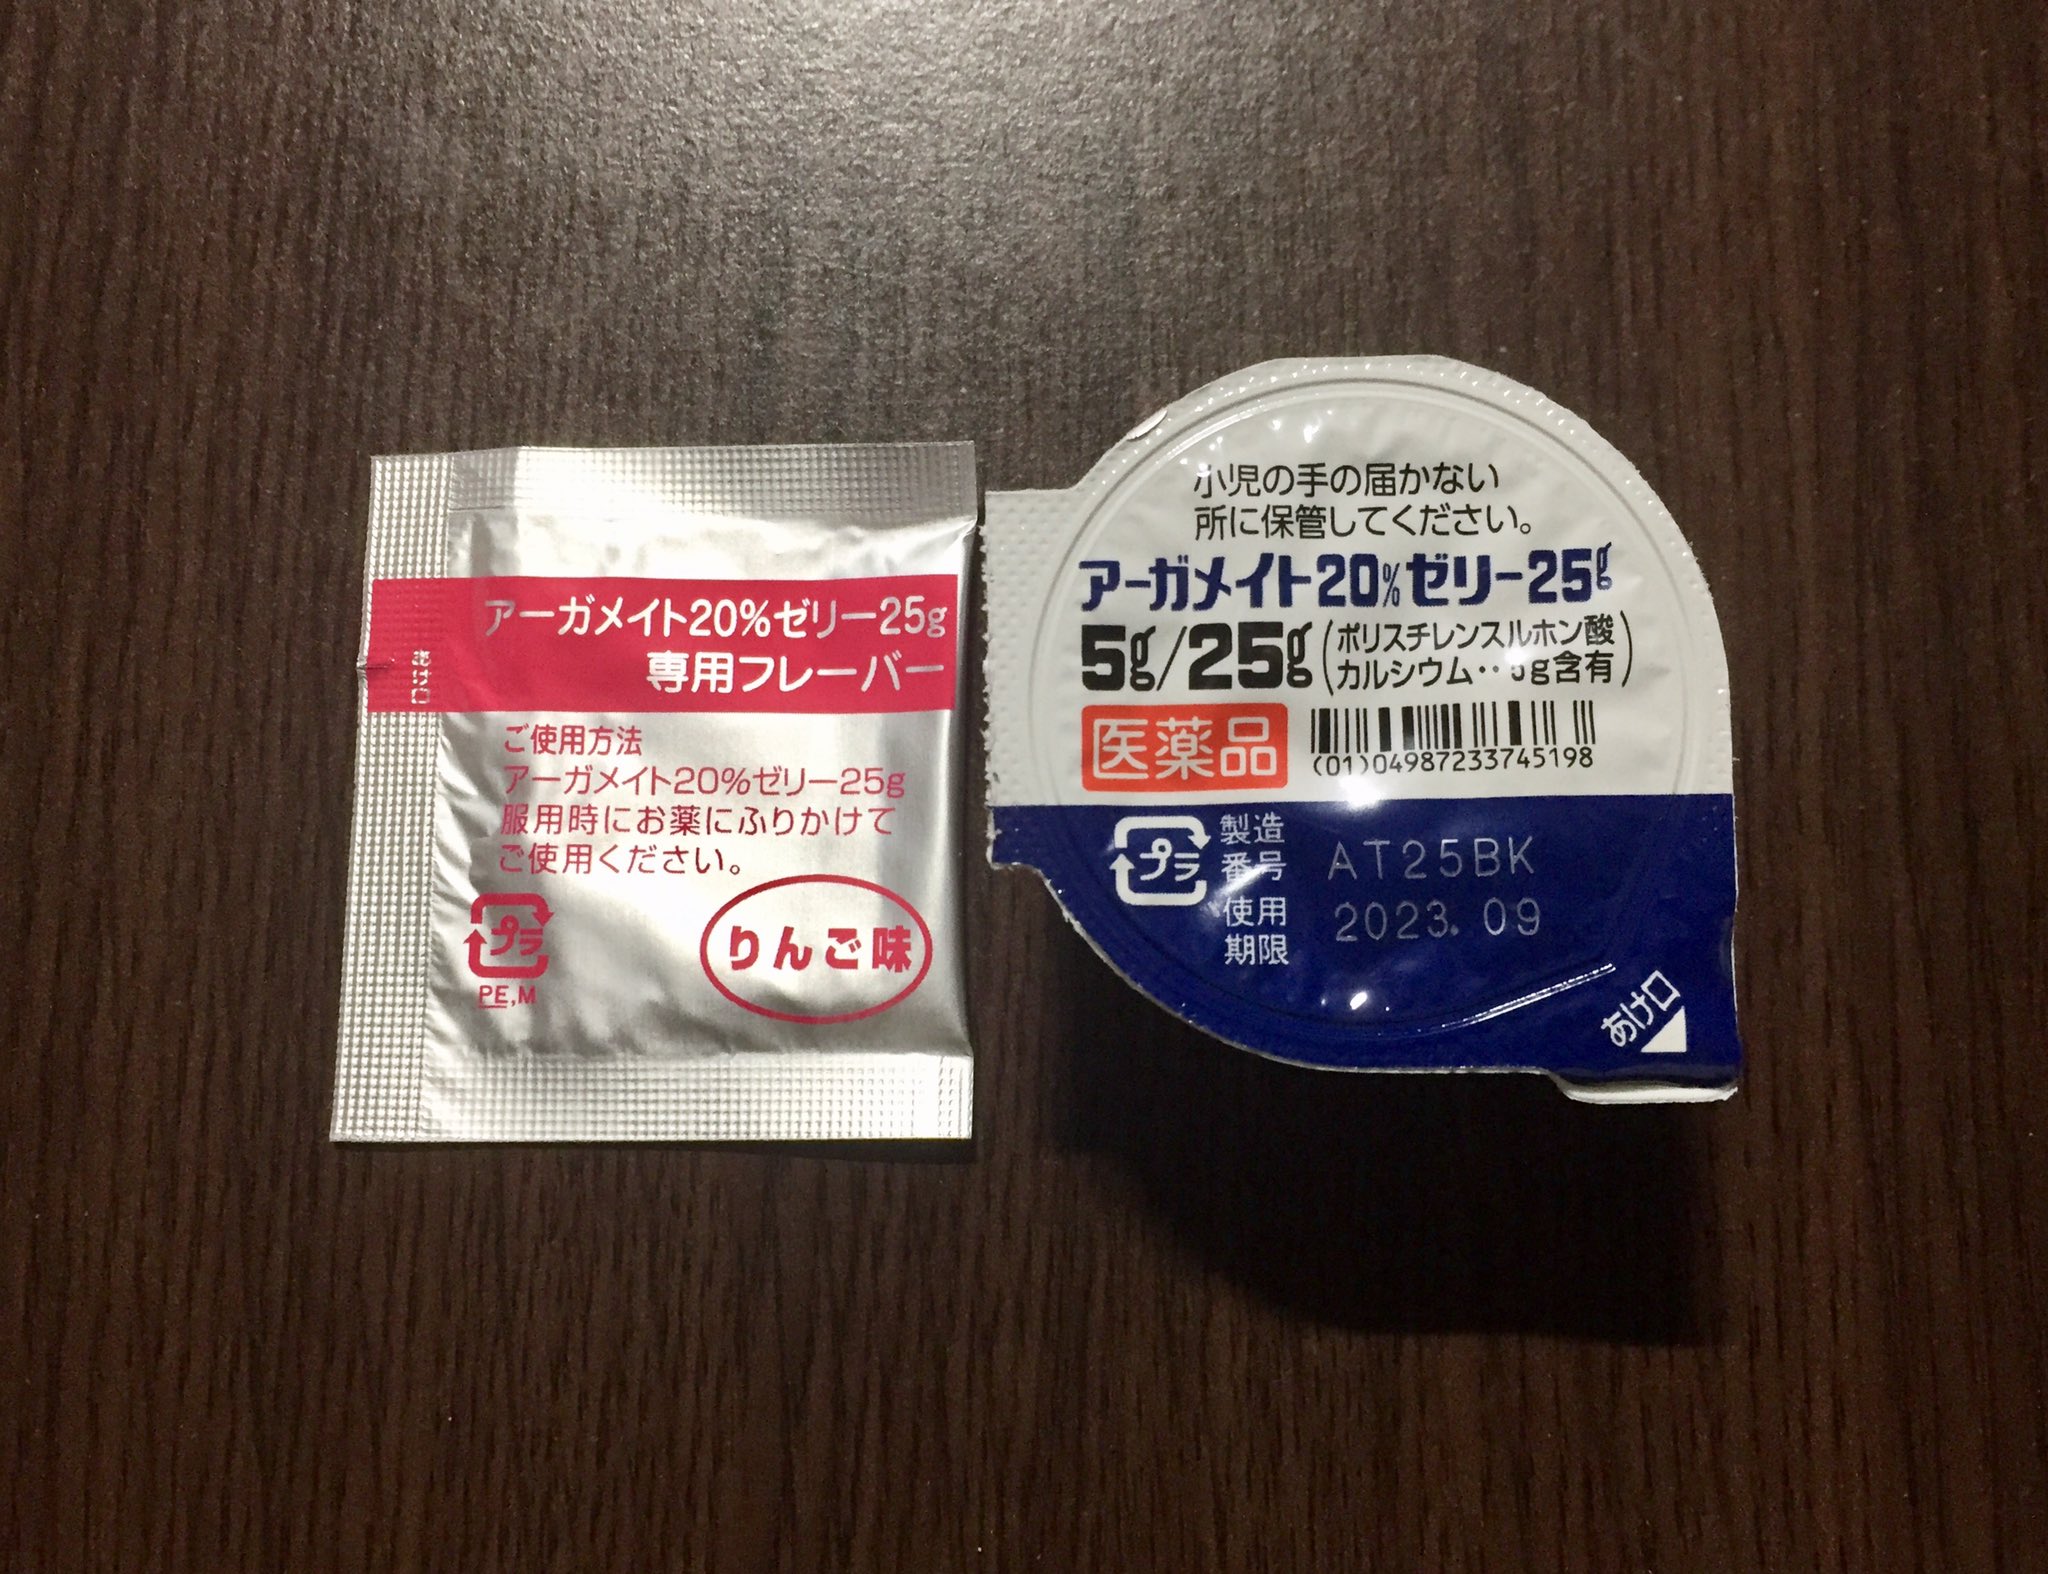 アーガメイト20%ゼリー25g
専用フレーバー
あけ口
ご使用方法
アーガメイト20%ゼリー25g
服用時にお薬にふりかけて
ご使用ください。
プラ
PE,M
りんご味
小児の手の届かない
所に保管してください。
アーガメイト20%ゼリー25g
5g/25g(ポリスチレンスルホン酸
カルシウム‥5g含有)
医薬品
(01)04987233745198
プラ
製造
番号 AT25BK
使用
期限 2023.09
あけ口